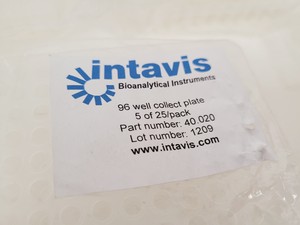 intavis
Bioanalytical Instruments
96 well collect plate
5 of 25/pack
Part number: 40.020
Lot number: 1209
www.intavis.com